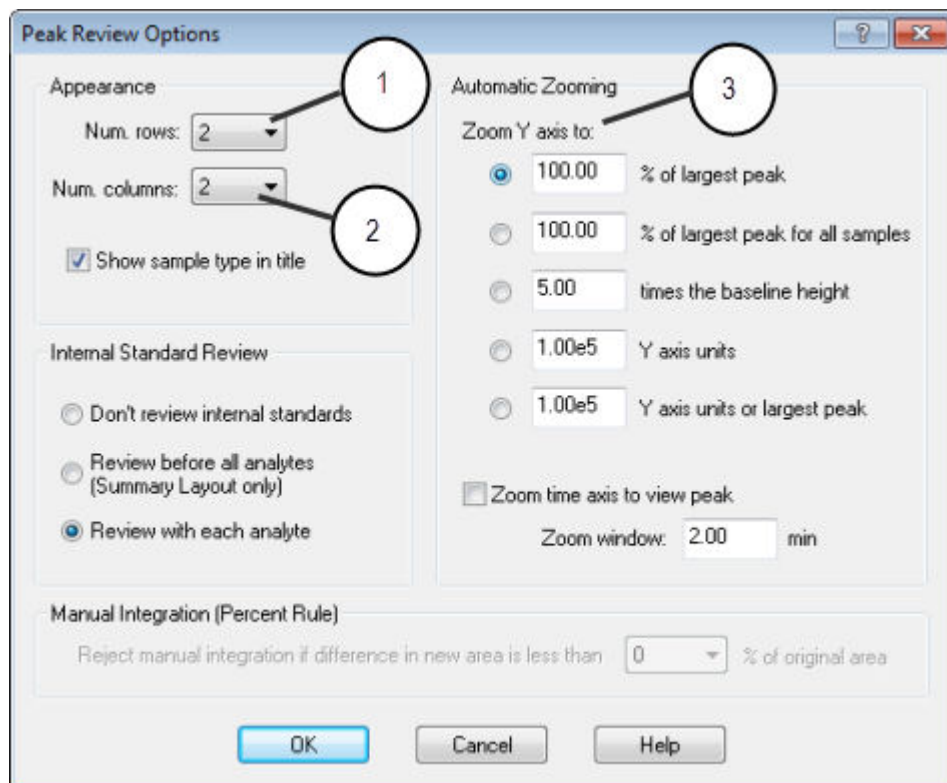 Peak Review Options
Appearance
Num. rows: 2
1
Num. columns: 2
2
Show sample type in title
Internal Standard Review
Don't review internal standards
Review before all analytes
(Summary Layout only)
Review with each analyte
Automatic Zooming
3
Zoom Y axis to:
100.00 % of largest peak
100.00 % of largest peak for all samples
5.00 times the baseline height
1.00e5 Y axis units
1.00e5 Y axis units or largest peak
Zoom time axis to view peak
Zoom window: 2.00 min
Manual Integration (Percent Rule)
Reject manual integration if difference in new area is less than 0 % of original area
OK Cancel Help